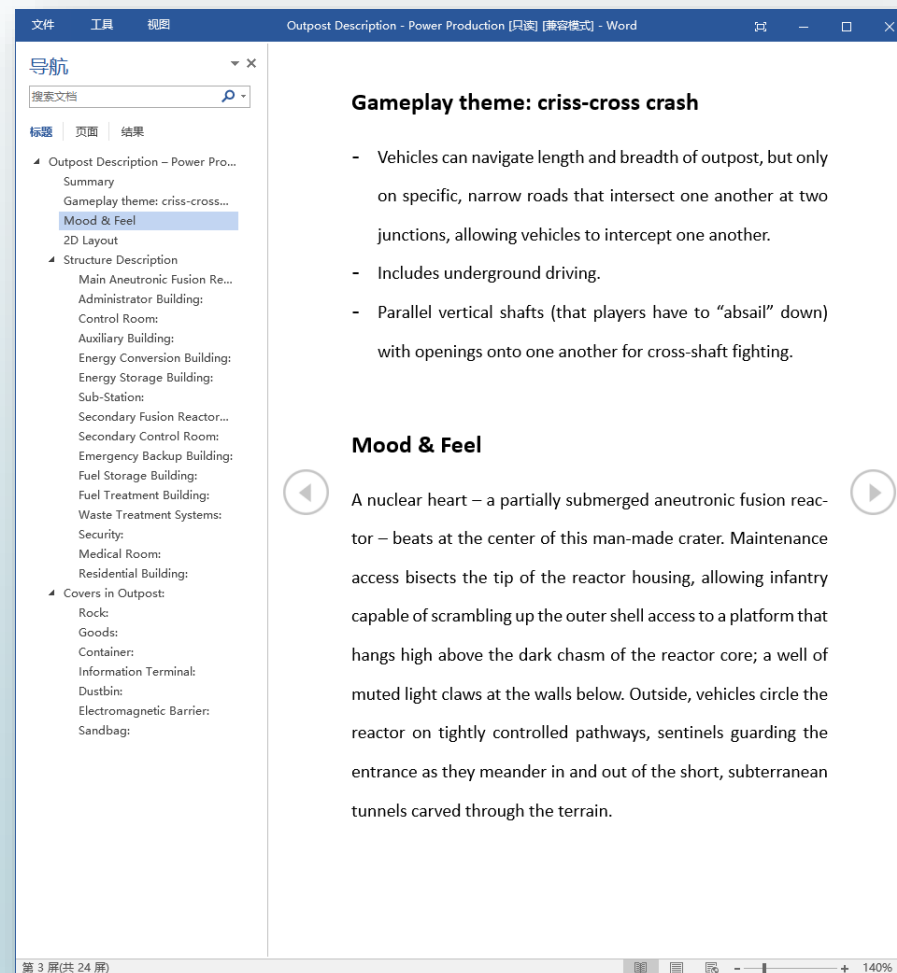 文件 工具 视图 Outpost Description - Power Production [只读] [兼容模式] - Word
导航
搜索文档
标题 页面 结果
Outpost Description – Power Pro...
Summary
Gameplay theme: criss-cross...
Mood & Feel
2D Layout
Structure Description
Main Aneutronic Fusion Re...
Administrator Building:
Control Room:
Auxiliary Building:
Energy Conversion Building:
Energy Storage Building:
Sub-Station:
Secondary Fusion Reactor...
Secondary Control Room:
Emergency Backup Building:
Fuel Storage Building:
Fuel Treatment Building:
Waste Treatment Systems:
Security:
Medical Room:
Residential Building:
Covers in Outpost:
Rock:
Goods:
Container:
Information Terminal:
Dustbin:
Electromagnetic Barrier:
Sandbag:
Gameplay theme: criss-cross crash
- Vehicles can navigate length and breadth of outpost, but only
on specific, narrow roads that intersect one another at two
junctions, allowing vehicles to intercept one another.
- Includes underground driving.
- Parallel vertical shafts (that players have to “absail” down)
with openings onto one another for cross-shaft fighting.
Mood & Feel
A nuclear heart – a partially submerged aneutronic fusion reac-
tor – beats at the center of this man-made crater. Maintenance
access bisects the tip of the reactor housing, allowing infantry
capable of scrambling up the outer shell access to a platform that
hangs high above the dark chasm of the reactor core; a well of
muted light claws at the walls below. Outside, vehicles circle the
reactor on tightly controlled pathways, sentinels guarding the
entrance as they meander in and out of the short, subterranean
tunnels carved through the terrain.
第 3 屏(共 24 屏) - + 140%